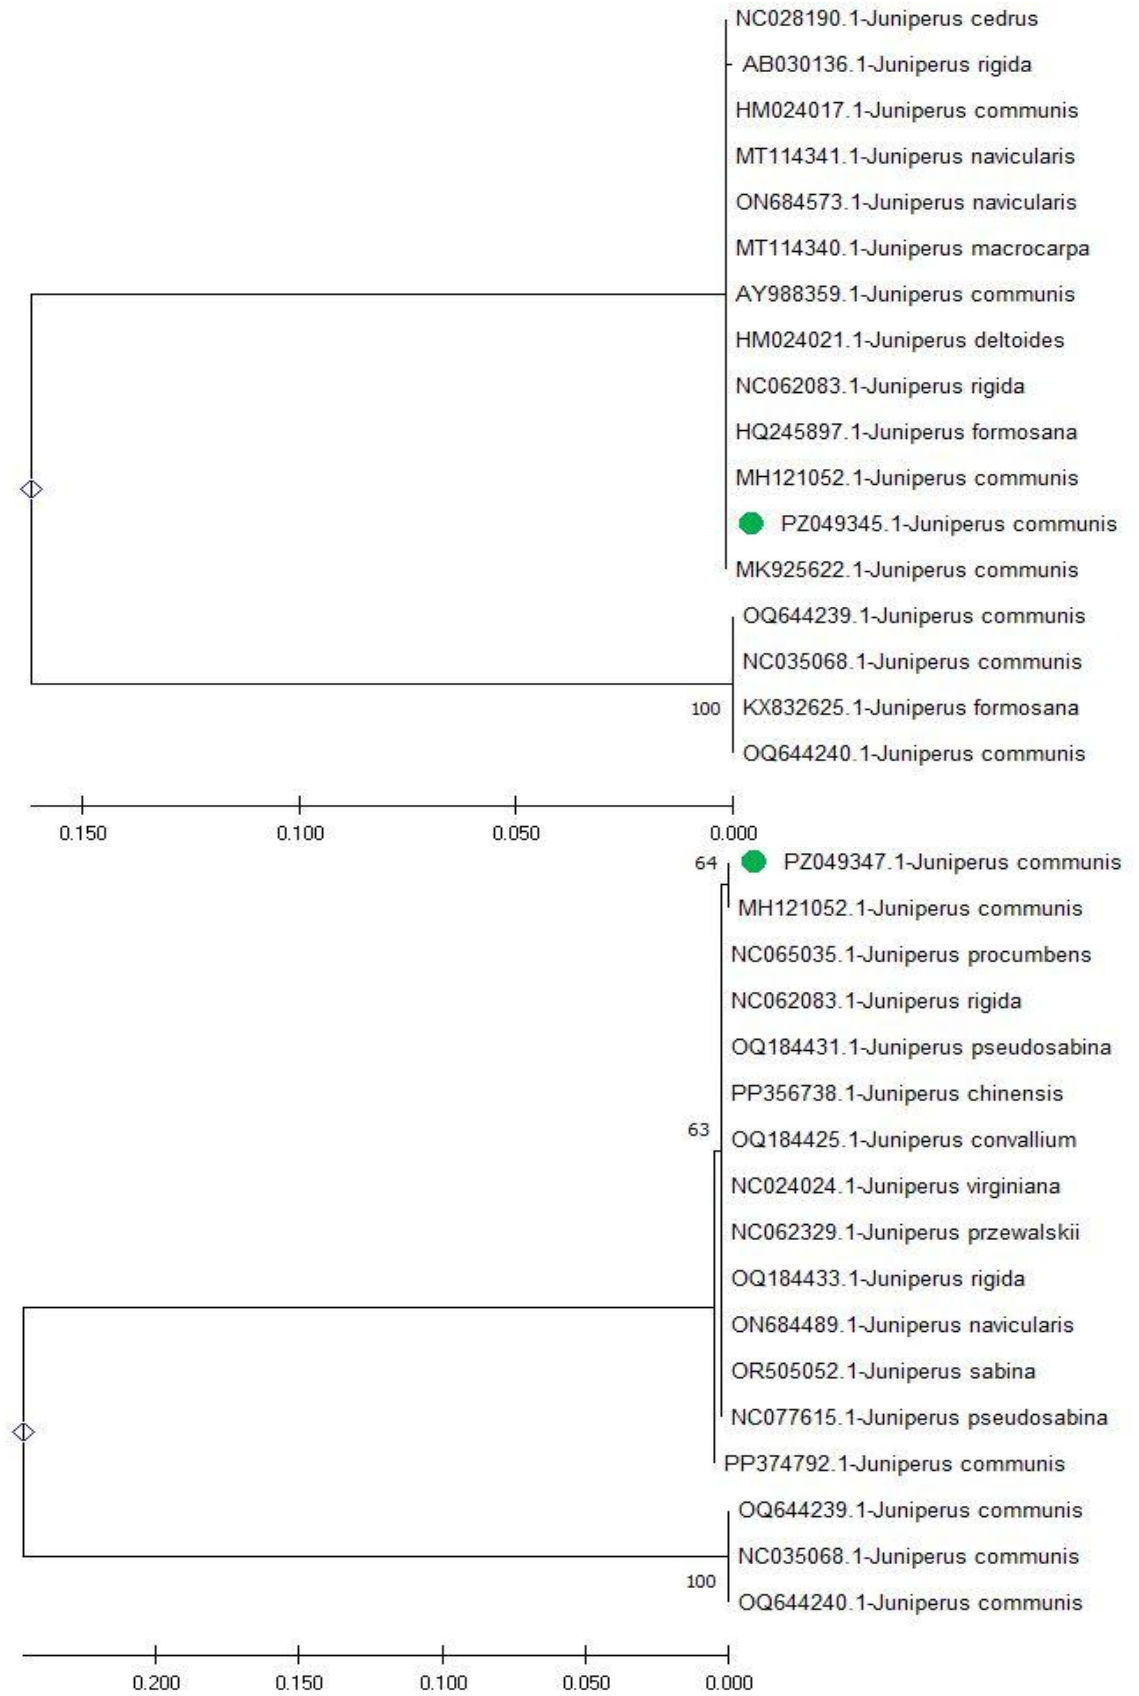 NC028190.1-Juniperus cedrus
AB030136.1-Juniperus rigida
HM024017.1-Juniperus communis
MT114341.1-Juniperus navicularis
ON684573.1-Juniperus navicularis
MT114340.1-Juniperus macrocarpa
AY988359.1-Juniperus communis
HM024021.1-Juniperus deltoides
NC062083.1-Juniperus rigida
HQ245897.1-Juniperus formosana
MH121052.1-Juniperus communis
PZ049345.1-Juniperus communis
MK925622.1-Juniperus communis
OQ644239.1-Juniperus communis
NC035068.1-Juniperus communis
100 KX832625.1-Juniperus formosana
OQ644240.1-Juniperus communis
0.150 0.100 0.050 0.000
64 PZ049347.1-Juniperus communis
MH121052.1-Juniperus communis
NC065035.1-Juniperus procumbens
NC062083.1-Juniperus rigida
OQ184431.1-Juniperus pseudosabina
PP356738.1-Juniperus chinensis
63 OQ184425.1-Juniperus convallium
NC024024.1-Juniperus virginiana
NC062329.1-Juniperus przewalskii
OQ184433.1-Juniperus rigida
ON684489.1-Juniperus navicularis
OR505052.1-Juniperus sabina
NC077615.1-Juniperus pseudosabina
PP374792.1-Juniperus communis
OQ644239.1-Juniperus communis
NC035068.1-Juniperus communis
100 OQ644240.1-Juniperus communis
0.200 0.150 0.100 0.050 0.000